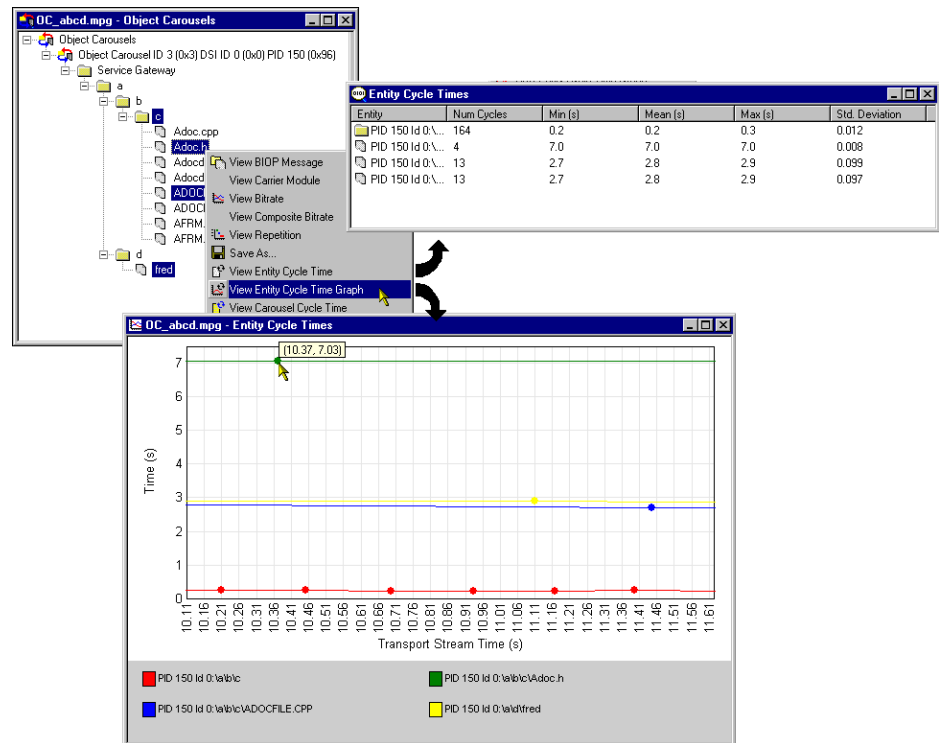 OC_abcd.mpg - Object Carousels
Object Carousels
Object Carousel ID 3 (0x3) DSI ID 0 (0x0) PID 150 (0x96)
Service Gateway
a
b
c
Adoc.cpp
Adoc.h
Adocd
Adocd
ADOCI
ADOCI
AFRM.
AFRM.
d
fred
View BIOP Message
View Carrier Module
View Bitrate
View Composite Bitrate
View Repetition
Save As...
View Entity Cycle Time
View Entity Cycle Time Graph
View Carousel Cycle Time
Entity Cycle Times
Entity Num Cycles Min (s) Mean (s) Max (s) Std. Deviation
PID 150 Id 0:\... 164 0.2 0.2 0.3 0.012
PID 150 Id 0:\... 4 7.0 7.0 7.0 0.008
PID 150 Id 0:\... 13 2.7 2.8 2.9 0.099
PID 150 Id 0:\... 13 2.7 2.8 2.9 0.097
OC_abcd.mpg - Entity Cycle Times
(10.37, 7.03)
Time (s)
7
6
5
4
3
2
1
0
10.11 10.16 10.21 10.26 10.31 10.36 10.41 10.46 10.51 10.56 10.61 10.66 10.71 10.76 10.81 10.86 10.91 10.96 11.01 11.06 11.11 11.16 11.21 11.26 11.31 11.36 11.41 11.46 11.51 11.56 11.61
Transport Stream Time (s)
PID 150 Id 0:\a\b\c
PID 150 Id 0:\a\b\c\Adoc.h
PID 150 Id 0:\a\b\c\ADOCFILE.CPP
PID 150 Id 0:\a\d\fred